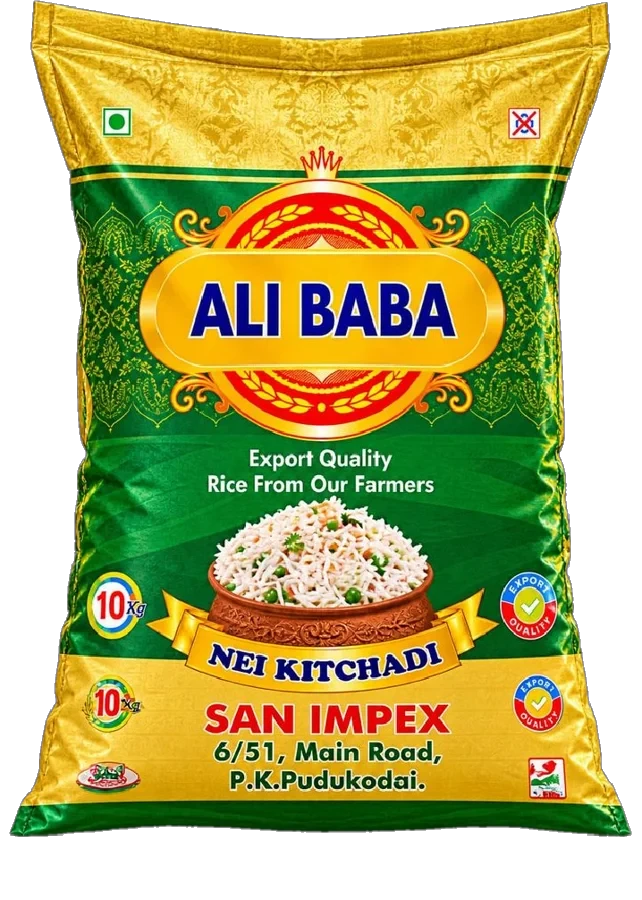 ALI BABA
Export Quality
Rice From Our Farmers
10Kg
EXPORT
QUALITY
NEI KITCHADI
10Kg
EXPORT
QUALITY
SAN IMPEX
6/51, Main Road,
P.K.Pudukodai.